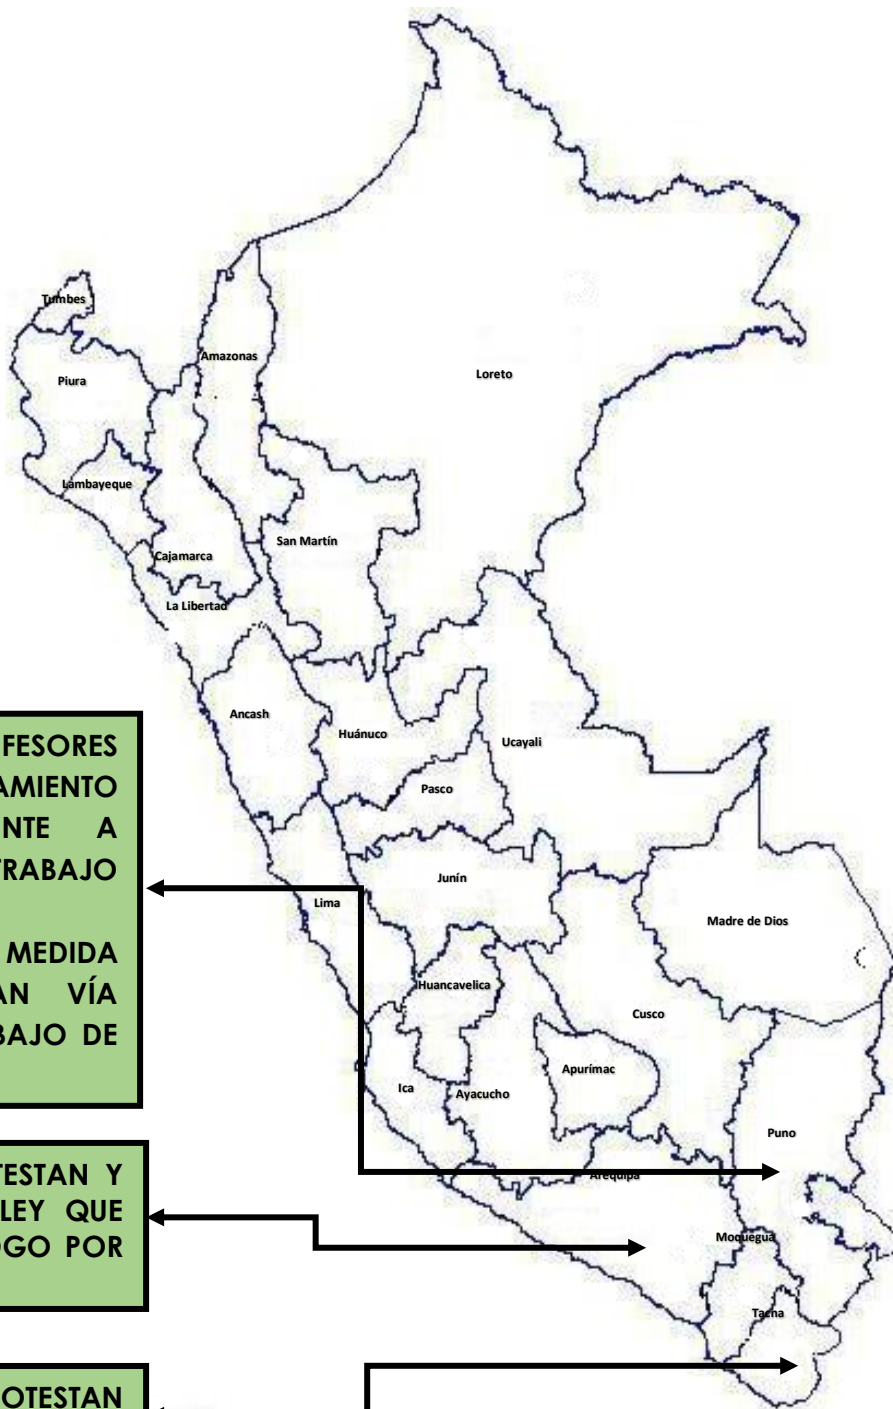 Tumbes
Amazonas
Piura
Loreto
Lambayeque
San Martín
Cajamarca
La Libertad
Ancash
Huánuco
Ucayali
Pasco
Junín
Lima
Madre de Dios
Huancavelica
Cusco
Apurímac
Ica
Ayacucho
Puno
Arequipa
Moquegua
Tacna
FESORES
AMIENTO
NTE A
TRABAJO
MEDIDA
AN VÍA
BAJO DE
TESTAN Y
LEY QUE
OGO POR
OTESTAN